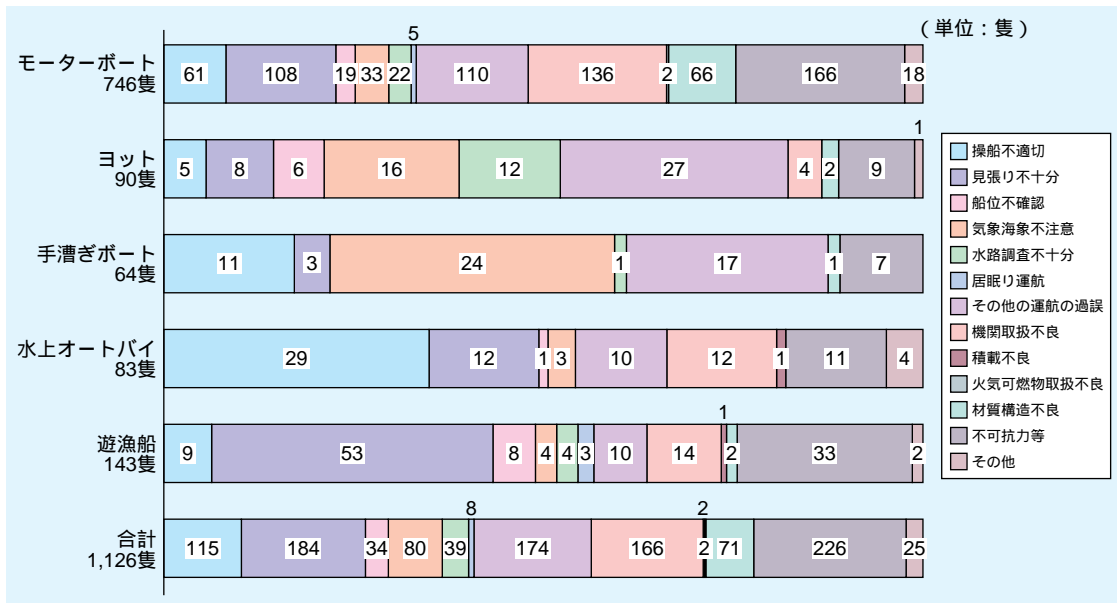 (単位：隻)
モーターボート
746隻
5
61 108 19 33 22 110 136 2 66 166 18
ヨット
90隻
1
5 8 6 16 12 27 4 2 9
手漕ぎボート
64隻
11 3 24 1 17 1 7
水上オートバイ
83隻
29 12 1 3 10 12 1 11 4
遊漁船
143隻
1
9 53 8 4 4 3 10 14 2 33 2
合計
1,126隻
8 2
115 184 34 80 39 174 166 2 71 226 25
操船不適切
見張り不十分
船位不確認
気象海象不注意
水路調査不十分
居眠り運航
その他の運航の過誤
機関取扱不良
積載不良
火気可燃物取扱不良
材質構造不良
不可抗力等
その他